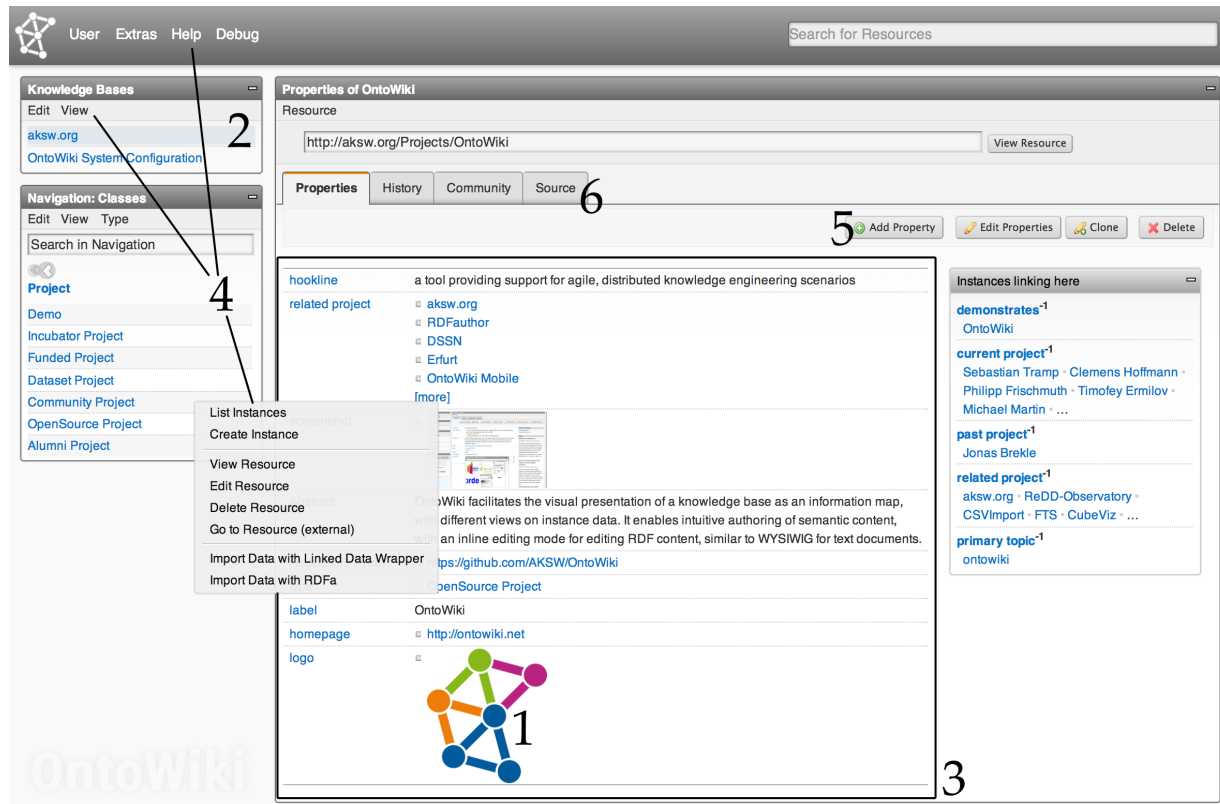 User Extras Help Debug
Search for Resources
Knowledge Bases
Edit View
2
aksw.org
OntoWiki System Configuration
Navigation: Classes
Edit View Type
Search in Navigation
Project
4
Demo
Incubator Project
Funded Project
Dataset Project
Community Project
OpenSource Project
Alumni Project
List Instances
Create Instance
View Resource
Edit Resource
Delete Resource
Go to Resource (external)
Import Data with Linked Data Wrapper
Import Data with RDFa
OntoWiki
Properties of OntoWiki
Resource
http://aksw.org/Projects/OntoWiki
View Resource
Properties History Community Source
6
5
Add Property Edit Properties Clone Delete
hookline a tool providing support for agile, distributed knowledge engineering scenarios
related project aksw.org
RDFauthor
DSSN
Erfurt
OntoWiki Mobile
[more]
screenshot
OntoWiki facilitates the visual presentation of a knowledge base as an information map,
with different views on instance data. It enables intuitive authoring of semantic content,
with an inline editing mode for editing RDF content, similar to WYSIWIG for text documents.
https://github.com/AKSW/OntoWiki
type OpenSource Project
label OntoWiki
homepage http://ontowiki.net
logo
1
3
Instances linking here
demonstrates-1
OntoWiki
current project-1
Sebastian Tramp • Clemens Hoffmann •
Philipp Frischmuth • Timofey Ermilov •
Michael Martin • …
past project-1
Jonas Brekle
related project-1
aksw.org • ReDD-Observatory •
CSVImport • FTS • CubeViz • …
primary topic-1
ontowiki